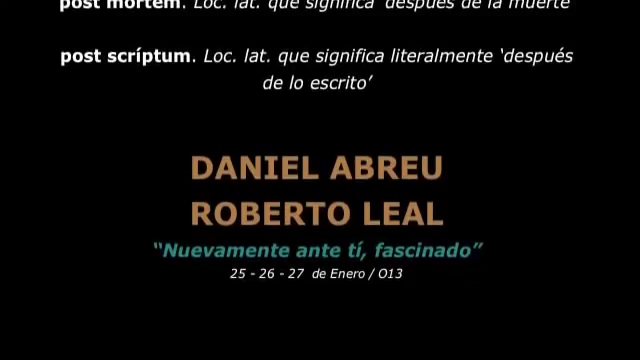 post mortem. Loc. lat. que significa ‘después de la muerte’
post scríptum. Loc. lat. que significa literalmente ‘después
de lo escrito’
DANIEL ABREU
ROBERTO LEAL
“Nuevamente ante tí, fascinado”
25 - 26 - 27 de Enero / O13